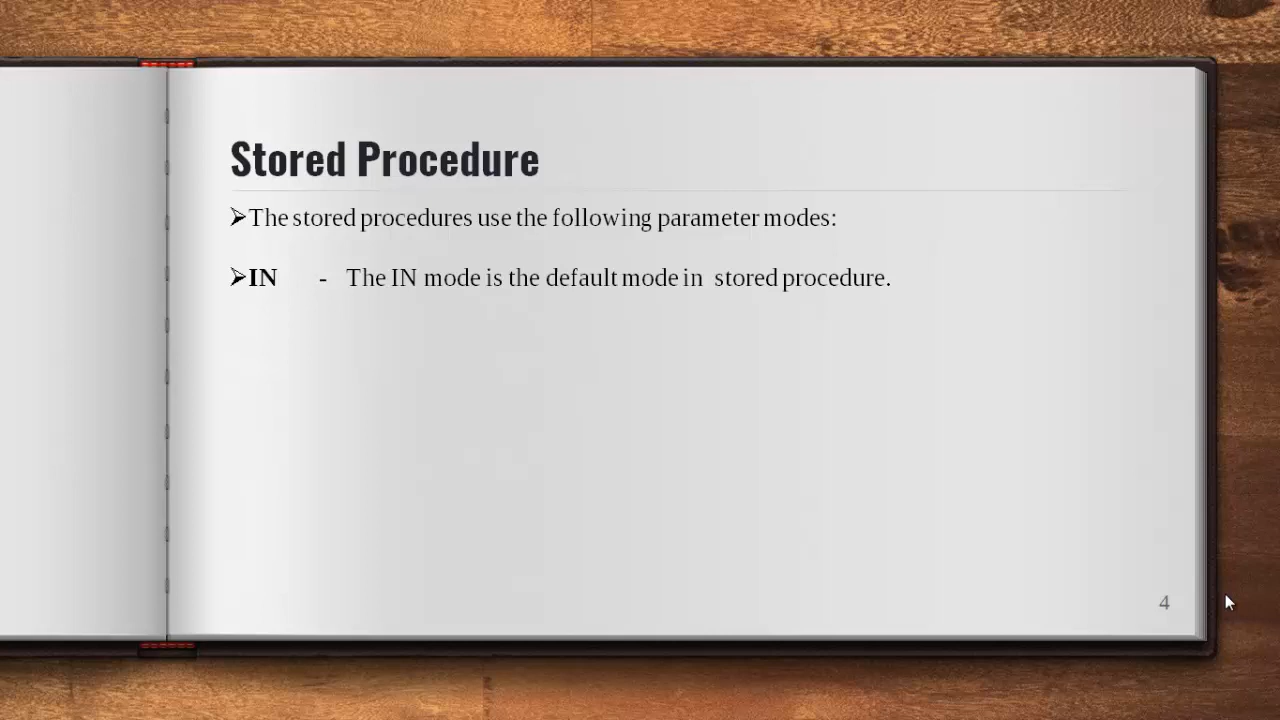 Stored Procedure
➢The stored procedures use the following parameter modes:
➢IN - The IN mode is the default mode in stored procedure.
4